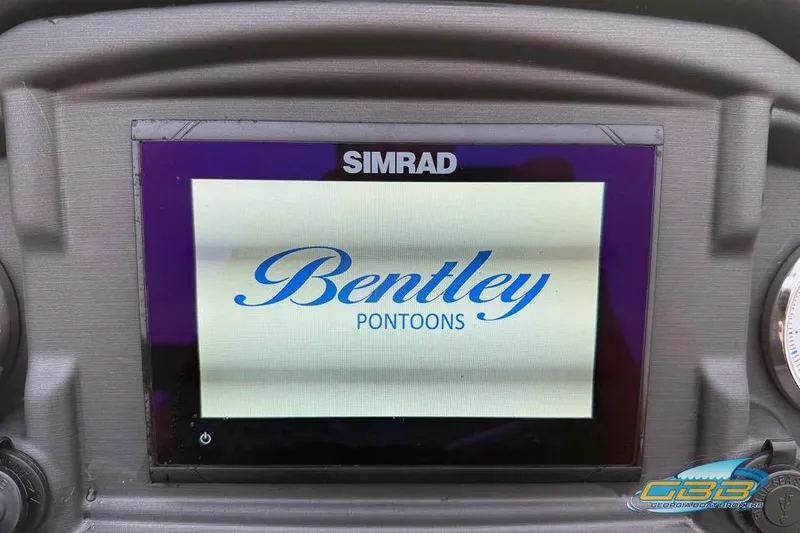 SIMRAD
Bentley
PONTOONS
GBB
GEORGIA BOAT BROKERS